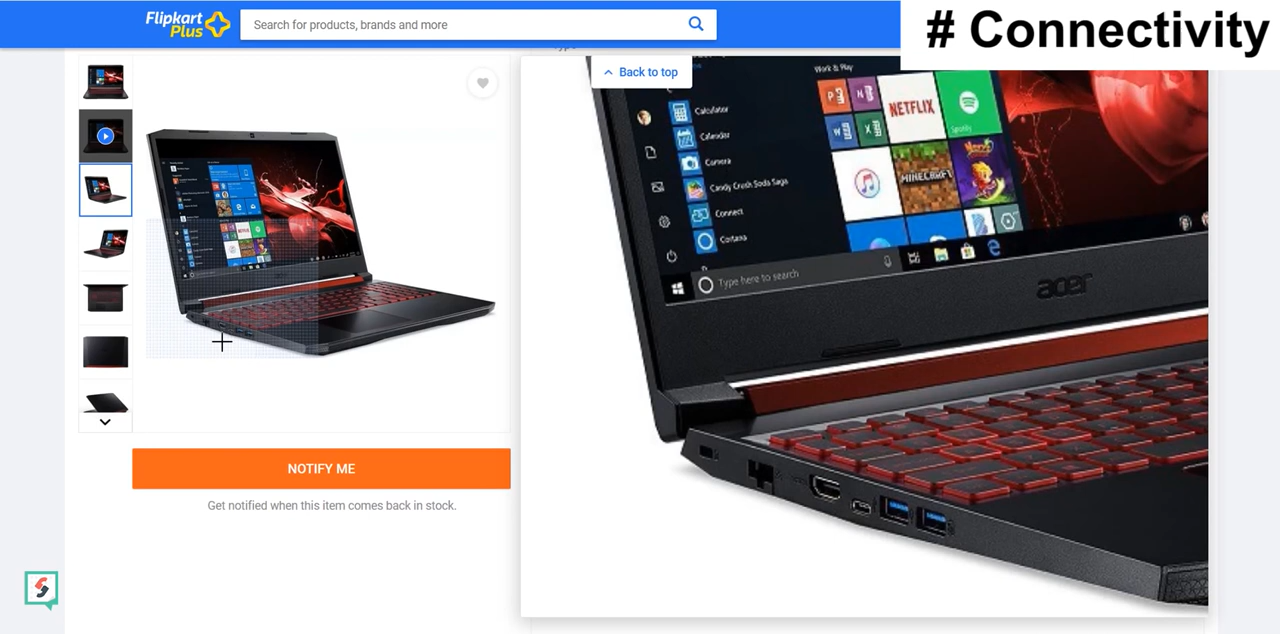 Flipkart
Plus
Search for products, brands and more
# Connectivity
Back to top
Work & Play
Calculator
Calendar
Camera
Candy Crush Soda Saga
Connect
Cortana
NETFLIX
Spotify
MINECRAFT
Type here to search
acer
NOTIFY ME
Get notified when this item comes back in stock.